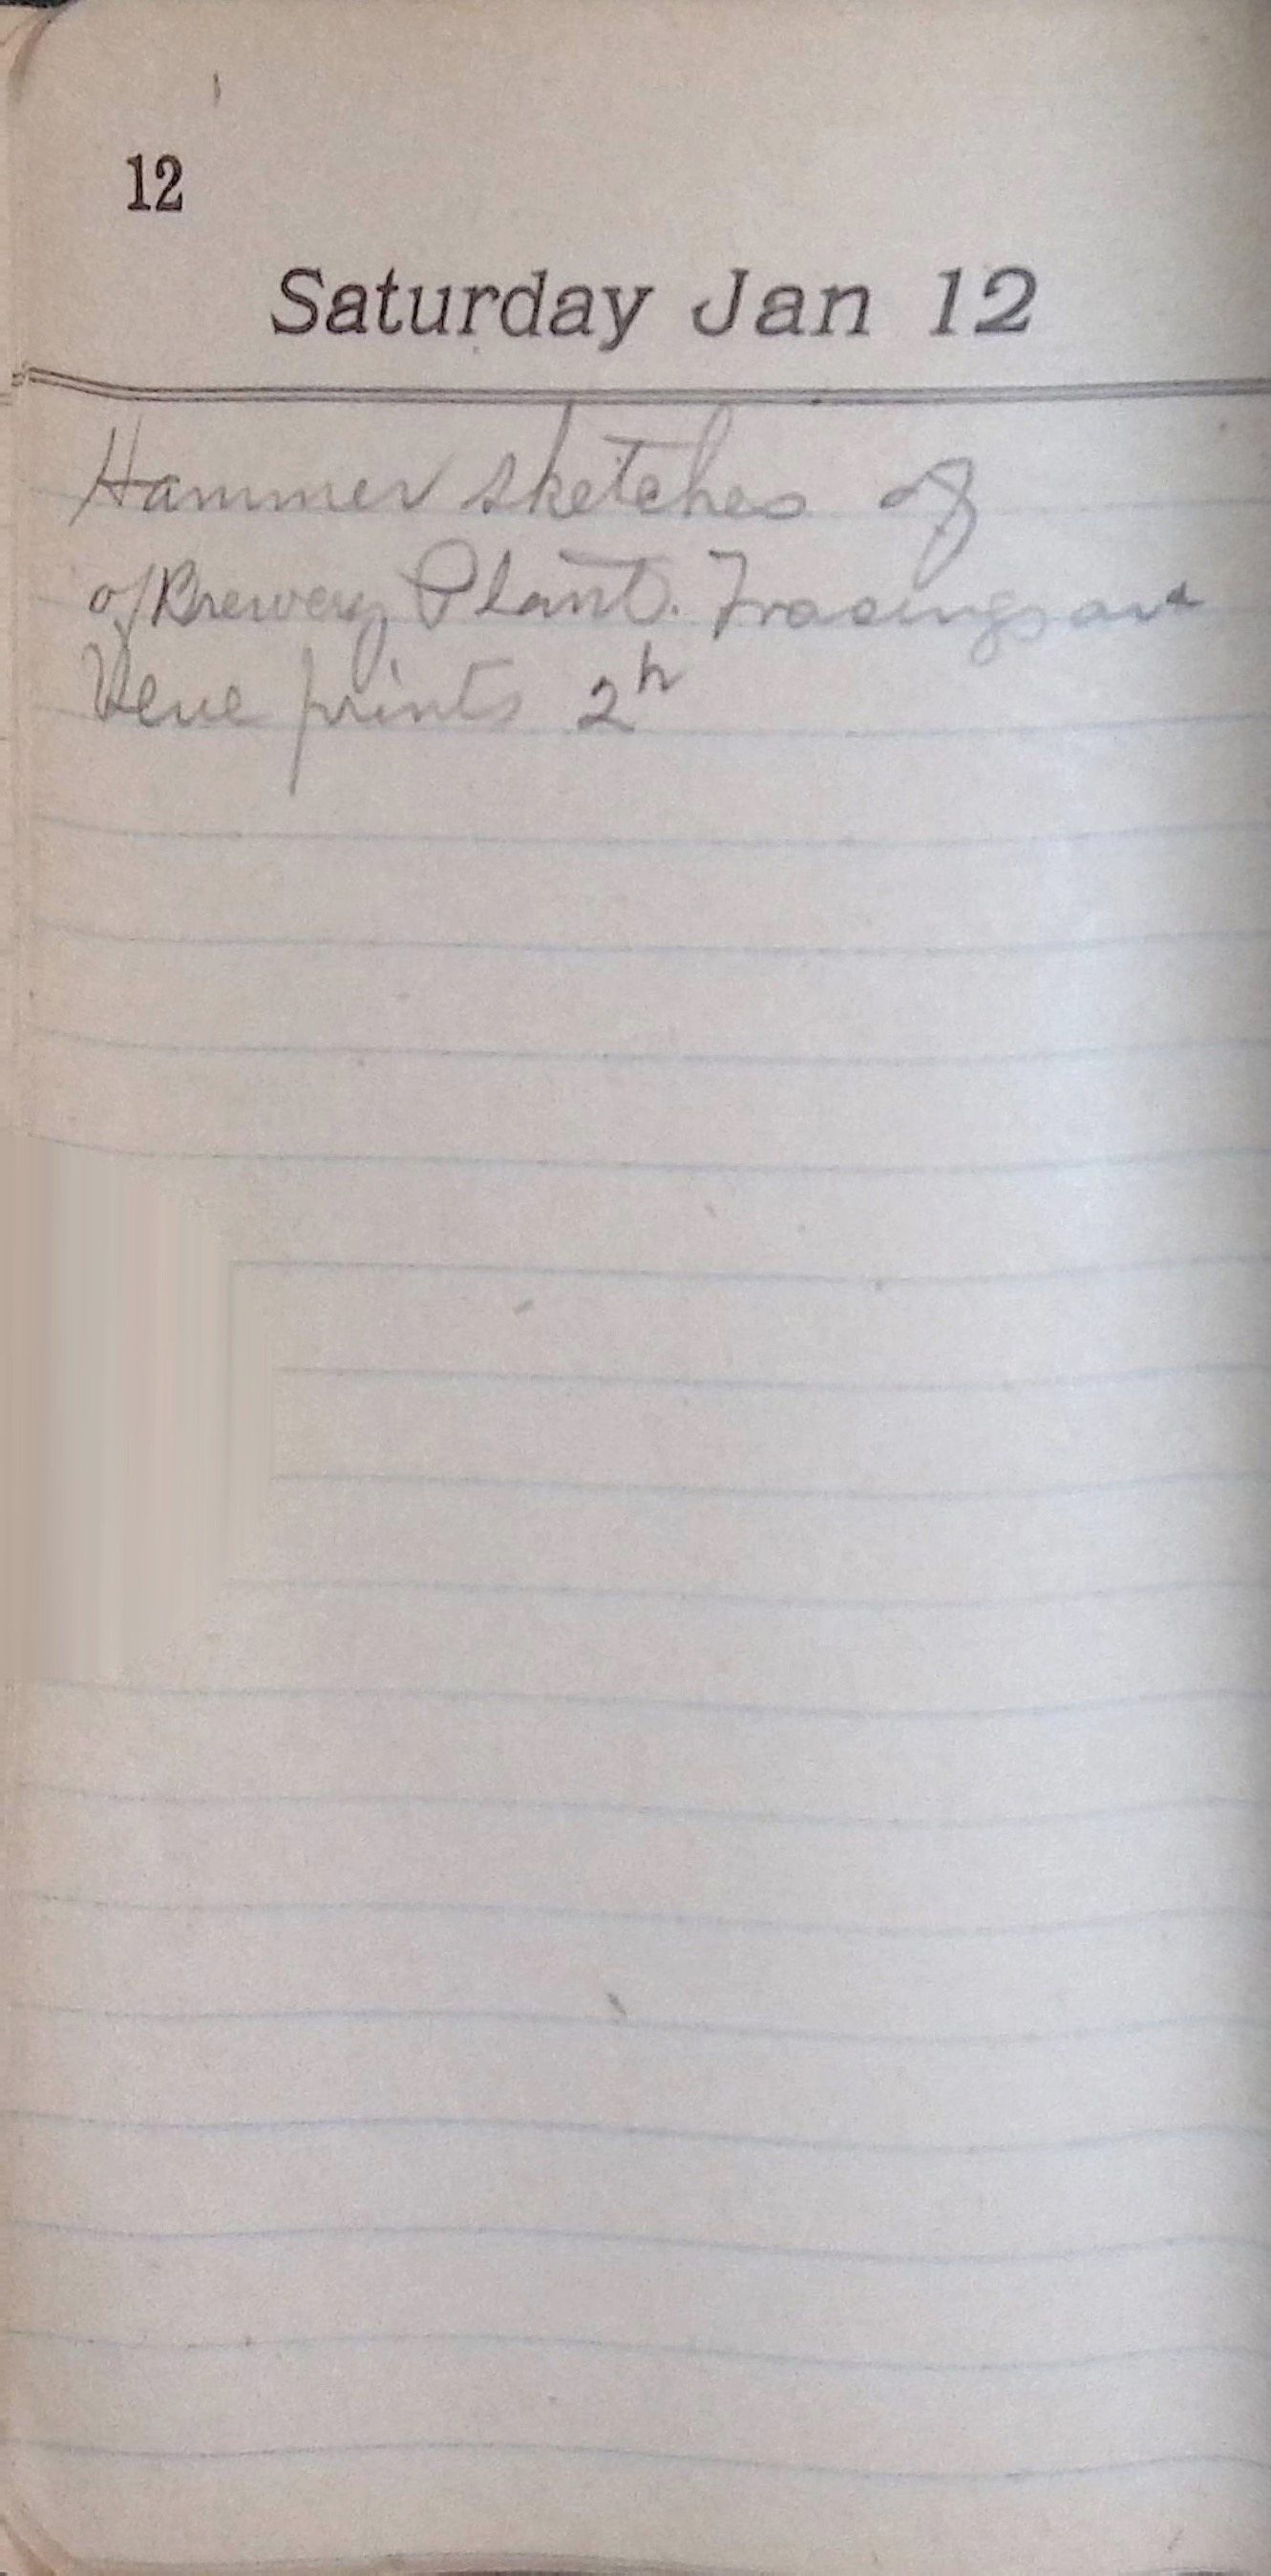 12
Saturday Jan 12
Hammer sketches of
of Brewery Plant. Tracings and
Blue prints 2h